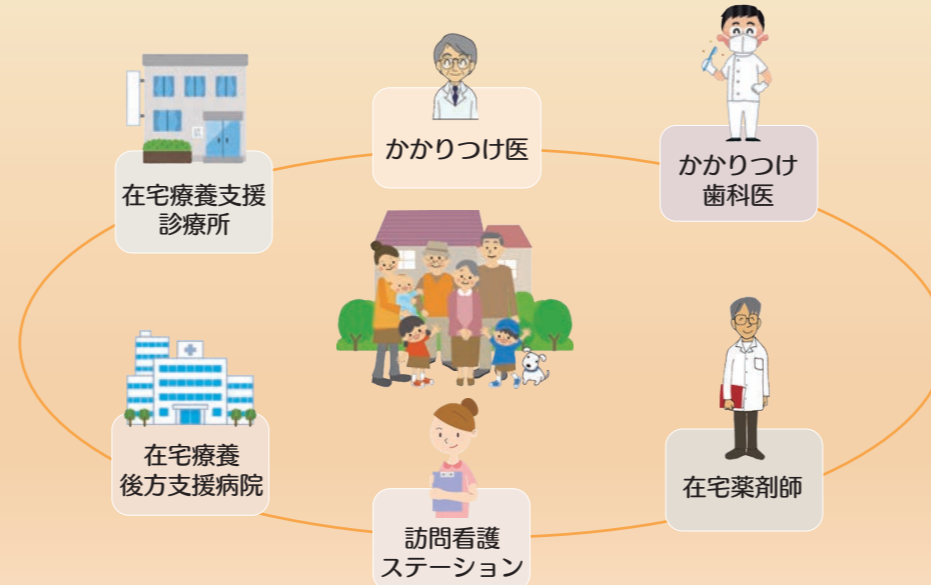 かかりつけ医
かかりつけ
歯科医
在宅療養支援
診療所
在宅療養
後方支援病院
在宅薬剤師
訪問看護
ステーション